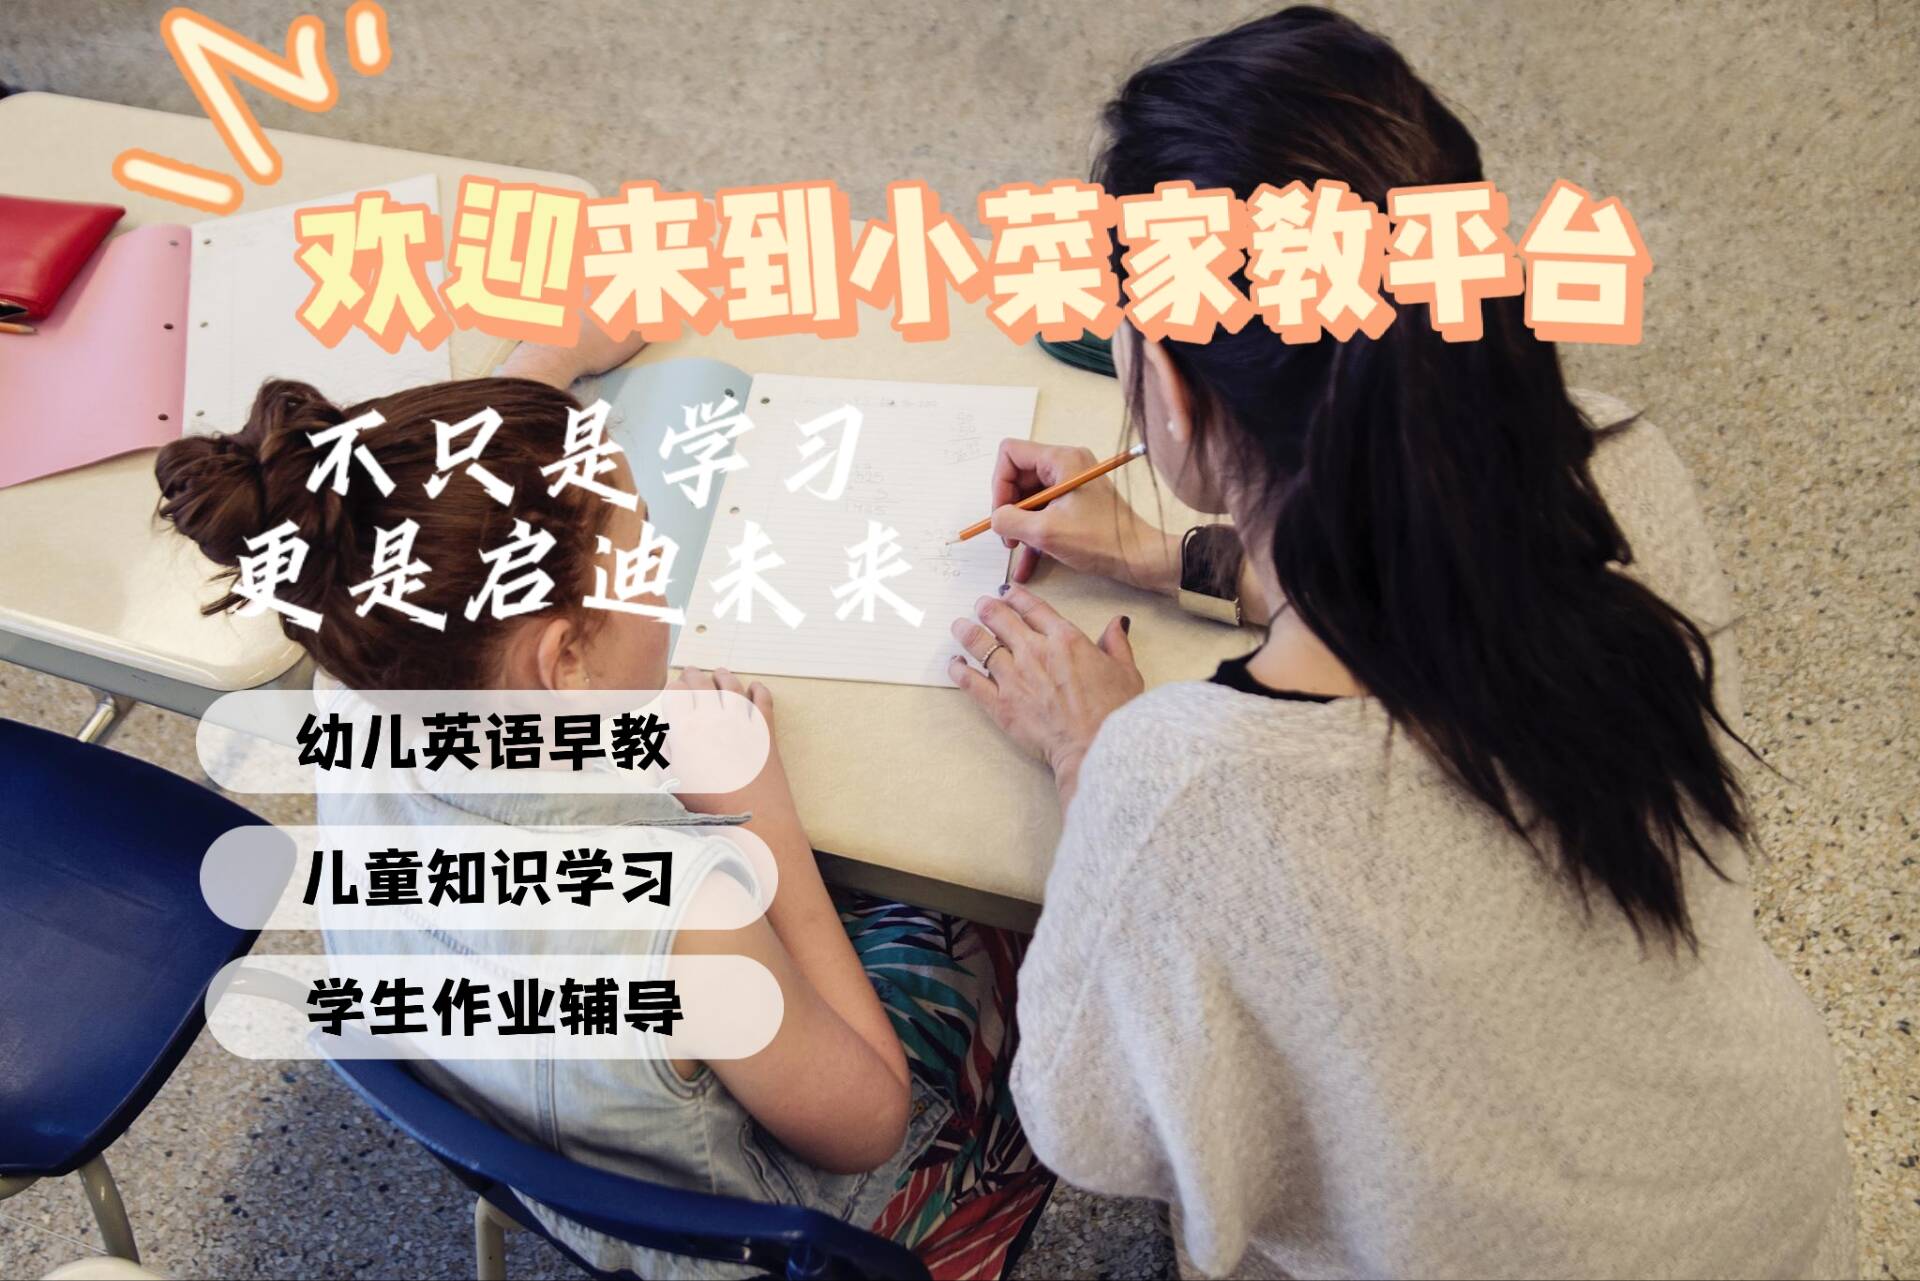 欢迎来到小菜家教平台
不只是学习
更是启迪未来
幼儿英语早教
儿童知识学习
学生作业辅导